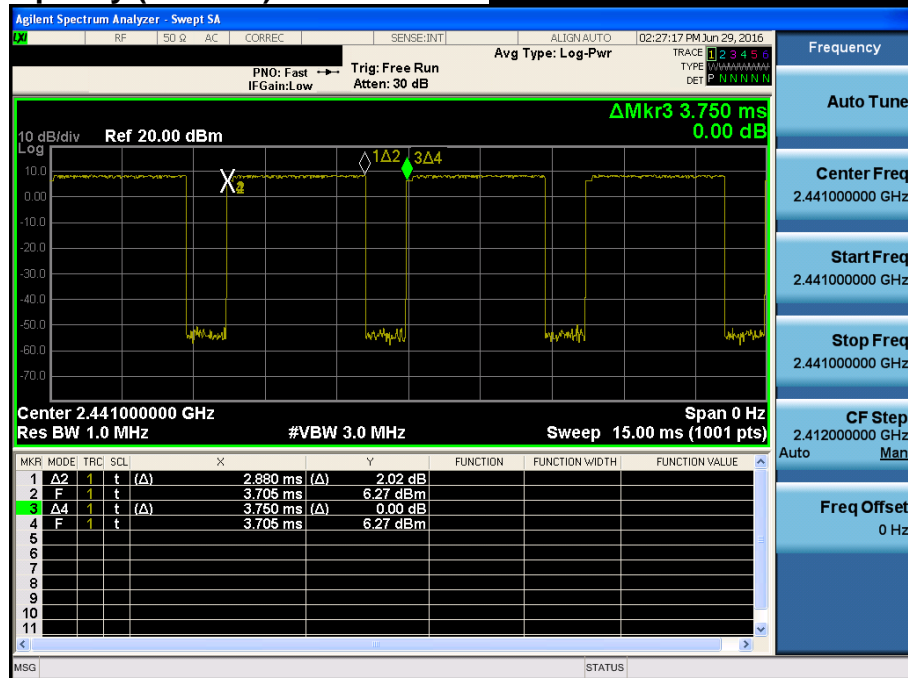 Agilent Spectrum Analyzer - Swept SA
LXI RF 50 Ω AC CORREC SENSE:INT ALIGN AUTO 02:27:17 PM Jun 29, 2016
Avg Type: Log-Pwr TRACE 1 2 3 4 5 6
PNO: Fast Trig: Free Run TYPE WWWWWW
IFGain:Low Atten: 30 dB DET P N N N N N
ΔMkr3 3.750 ms
0.00 dB
10 dB/div Ref 20.00 dBm
Log
1Δ2 3Δ4
10.0
0.00
-10.0
-20.0
-30.0
-40.0
-50.0
-60.0
-70.0
Center 2.441000000 GHz Span 0 Hz
Res BW 1.0 MHz #VBW 3.0 MHz Sweep 15.00 ms (1001 pts)
MKR MODE TRC SCL X Y FUNCTION FUNCTION WIDTH FUNCTION VALUE
1 Δ2 1 t (Δ) 2.880 ms (Δ) 2.02 dB
2 F 1 t 3.705 ms 6.27 dBm
3 Δ4 1 t (Δ) 3.750 ms (Δ) 0.00 dB
4 F 1 t 3.705 ms 6.27 dBm
5
6
7
8
9
10
11
MSG STATUS
Frequency
Auto Tune
Center Freq
2.441000000 GHz
Start Freq
2.441000000 GHz
Stop Freq
2.441000000 GHz
CF Step
2.412000000 GHz
Auto Man
Freq Offset
0 Hz